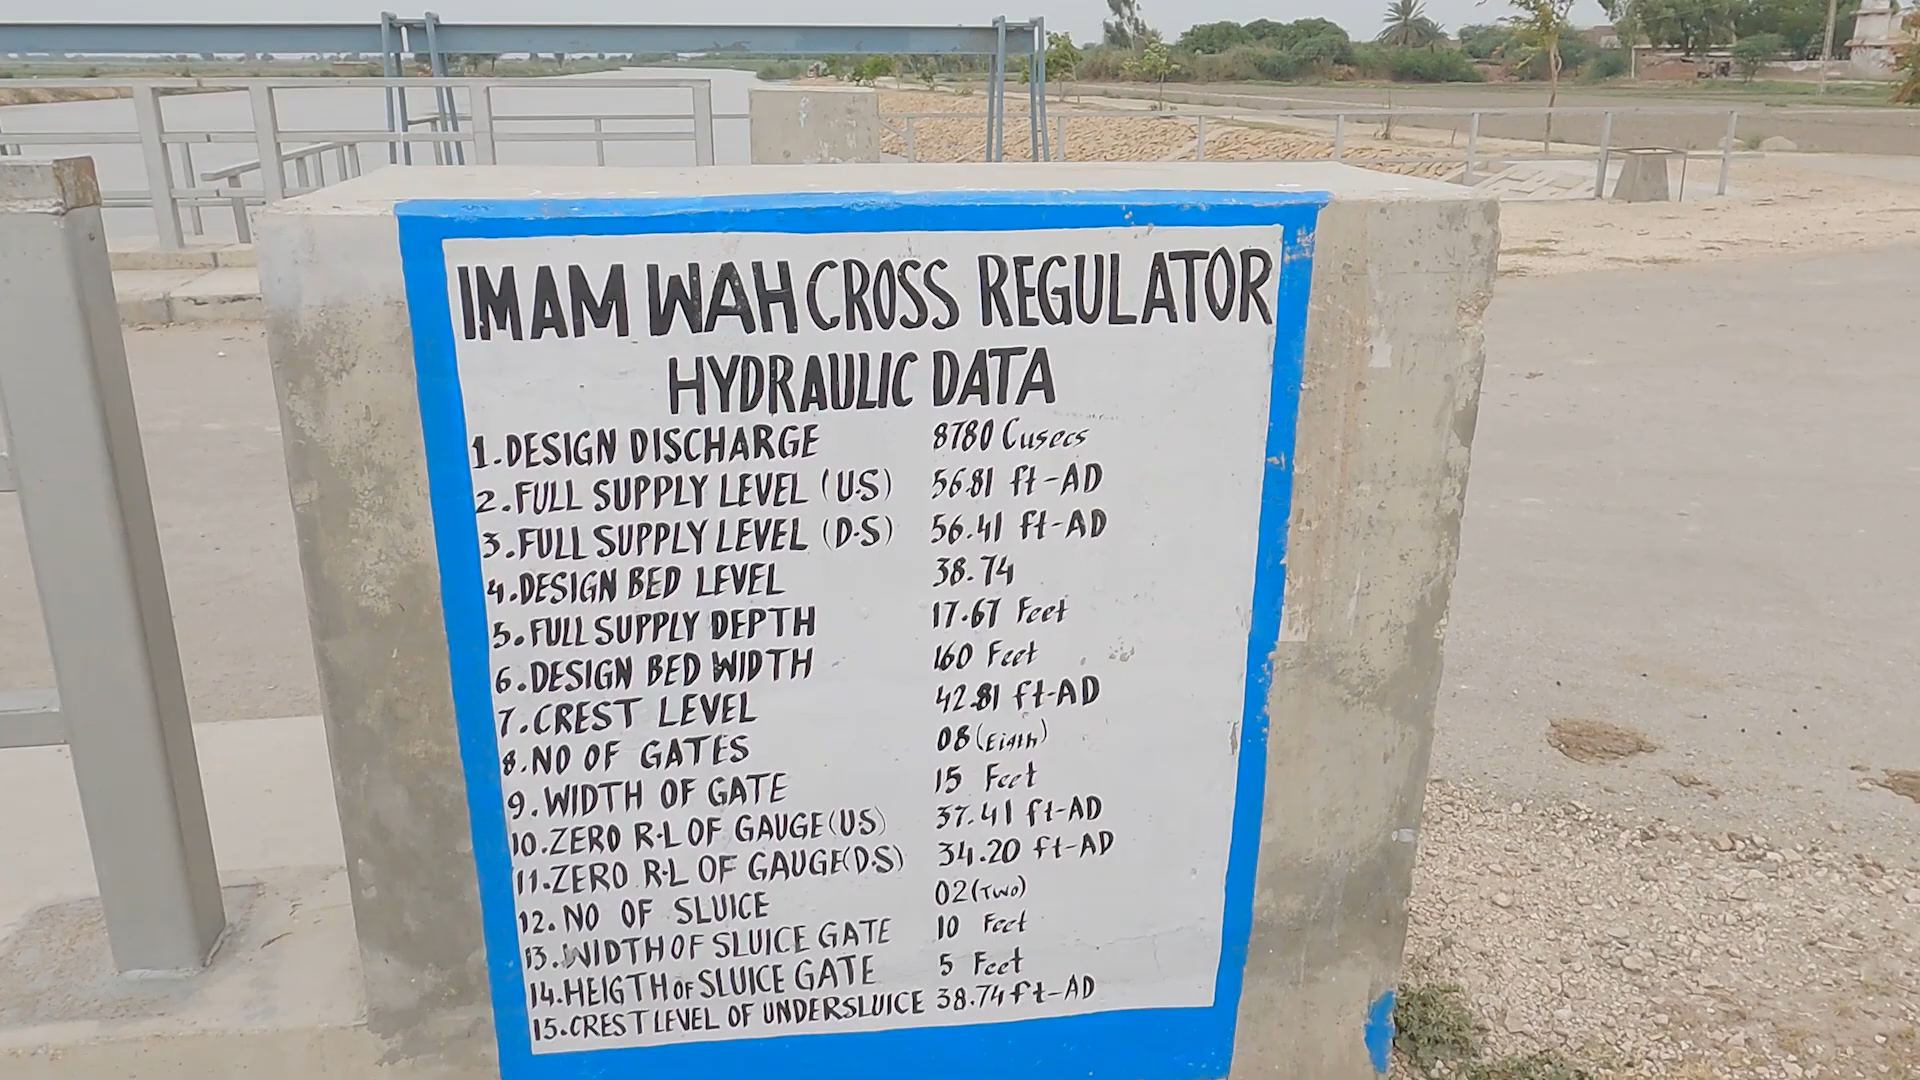 IMAM WAH CROSS REGULATOR
HYDRAULIC DATA
1.DESIGN DISCHARGE 8780 Cusecs
2.FULL SUPPLY LEVEL (U.S) 56.81 ft-AD
3.FULL SUPPLY LEVEL (D.S) 56.41 ft-AD
4.DESIGN BED LEVEL 38.74
5.FULL SUPPLY DEPTH 17.67 Feet
6.DESIGN BED WIDTH 160 Feet
7.CREST LEVEL 42.81 ft-AD
8.NO OF GATES 08 (Eigth)
9.WIDTH OF GATE 15 Feet
10.ZERO R.L OF GAUGE(U.S) 37.41 ft-AD
11.ZERO R.L OF GAUGE(D.S) 34.20 ft-AD
12.NO OF SLUICE 02(TWO)
13.WIDTH OF SLUICE GATE 10 Feet
14.HEIGTH OF SLUICE GATE 5 Feet
15.CREST LEVEL OF UNDERSLUICE 38.74 ft-AD